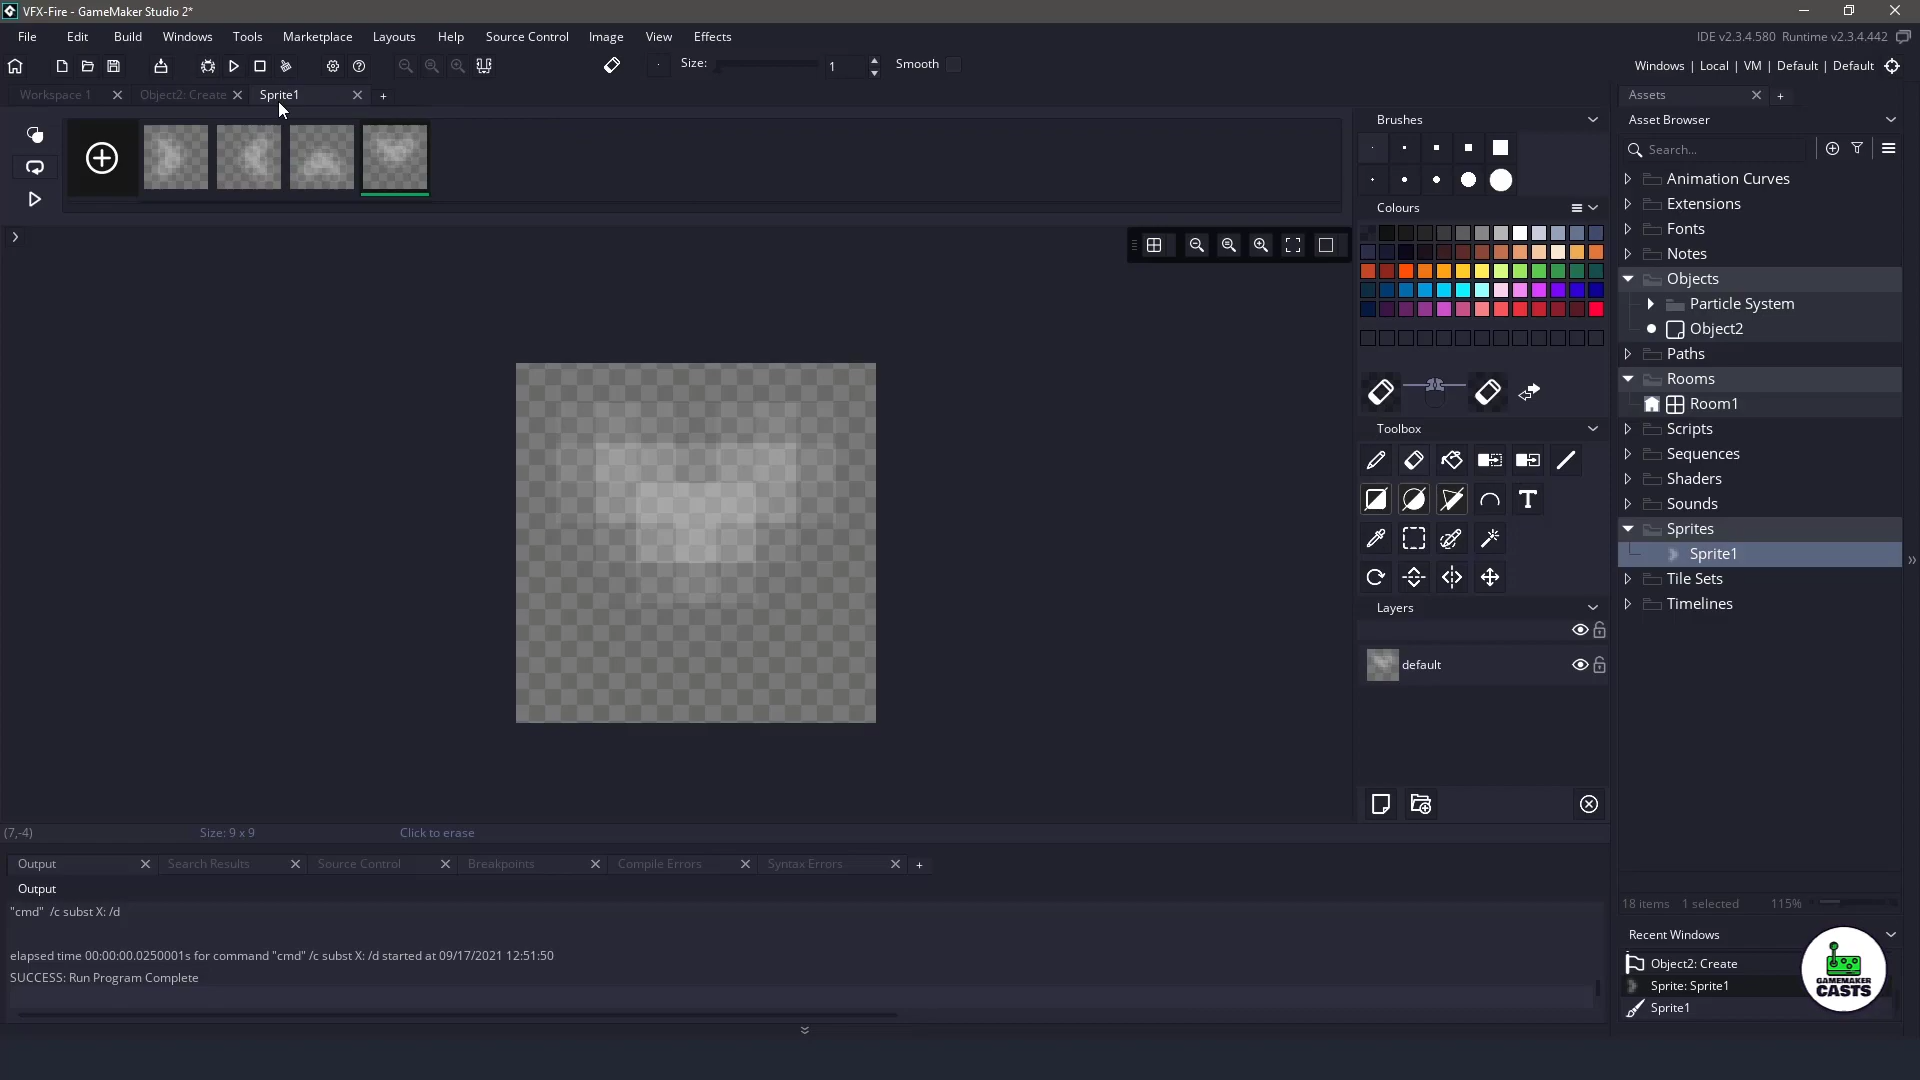 VFX-Fire - GameMaker Studio 2*
File Edit Build Windows Tools Marketplace Layouts Help Source Control Image View Effects
IDE v2.3.4.580 Runtime v2.3.4.442
Size: 1 Smooth
Windows | Local | VM | Default | Default
Workspace 1 Object2: Create Sprite1
Assets
Asset Browser
Search...
Animation Curves
Extensions
Fonts
Notes
Objects
Particle System
Object2
Paths
Rooms
Room1
Scripts
Sequences
Shaders
Sounds
Sprites
Sprite1
Tile Sets
Timelines
18 items 1 selected 115%
Brushes
Colours
Toolbox
Layers
default
(7,-4) Size: 9 x 9 Click to erase
Output Search Results Source Control Breakpoints Compile Errors Syntax Errors
Output
"cmd" /c subst X: /d
elapsed time 00:00:00.0250001s for command "cmd" /c subst X: /d started at 09/17/2021 12:51:50
SUCCESS: Run Program Complete
Recent Windows
Object2: Create
Sprite: Sprite1
Sprite1
GAMEMAKER
CASTS